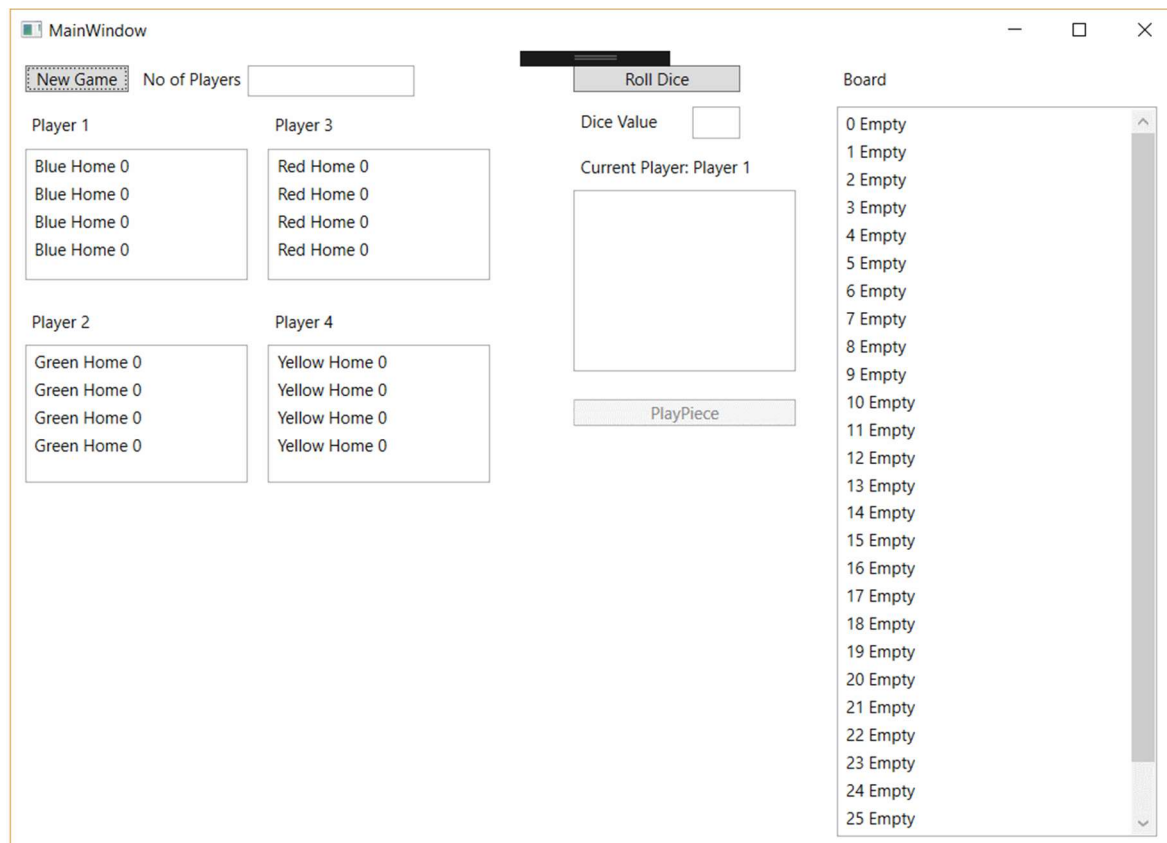 MainWindow
New Game No of Players
Player 1
Blue Home 0
Blue Home 0
Blue Home 0
Blue Home 0
Player 3
Red Home 0
Red Home 0
Red Home 0
Red Home 0
Player 2
Green Home 0
Green Home 0
Green Home 0
Green Home 0
Player 4
Yellow Home 0
Yellow Home 0
Yellow Home 0
Yellow Home 0
Roll Dice
Dice Value
Current Player: Player 1
PlayPiece
Board
0 Empty
1 Empty
2 Empty
3 Empty
4 Empty
5 Empty
6 Empty
7 Empty
8 Empty
9 Empty
10 Empty
11 Empty
12 Empty
13 Empty
14 Empty
15 Empty
16 Empty
17 Empty
18 Empty
19 Empty
20 Empty
21 Empty
22 Empty
23 Empty
24 Empty
25 Empty